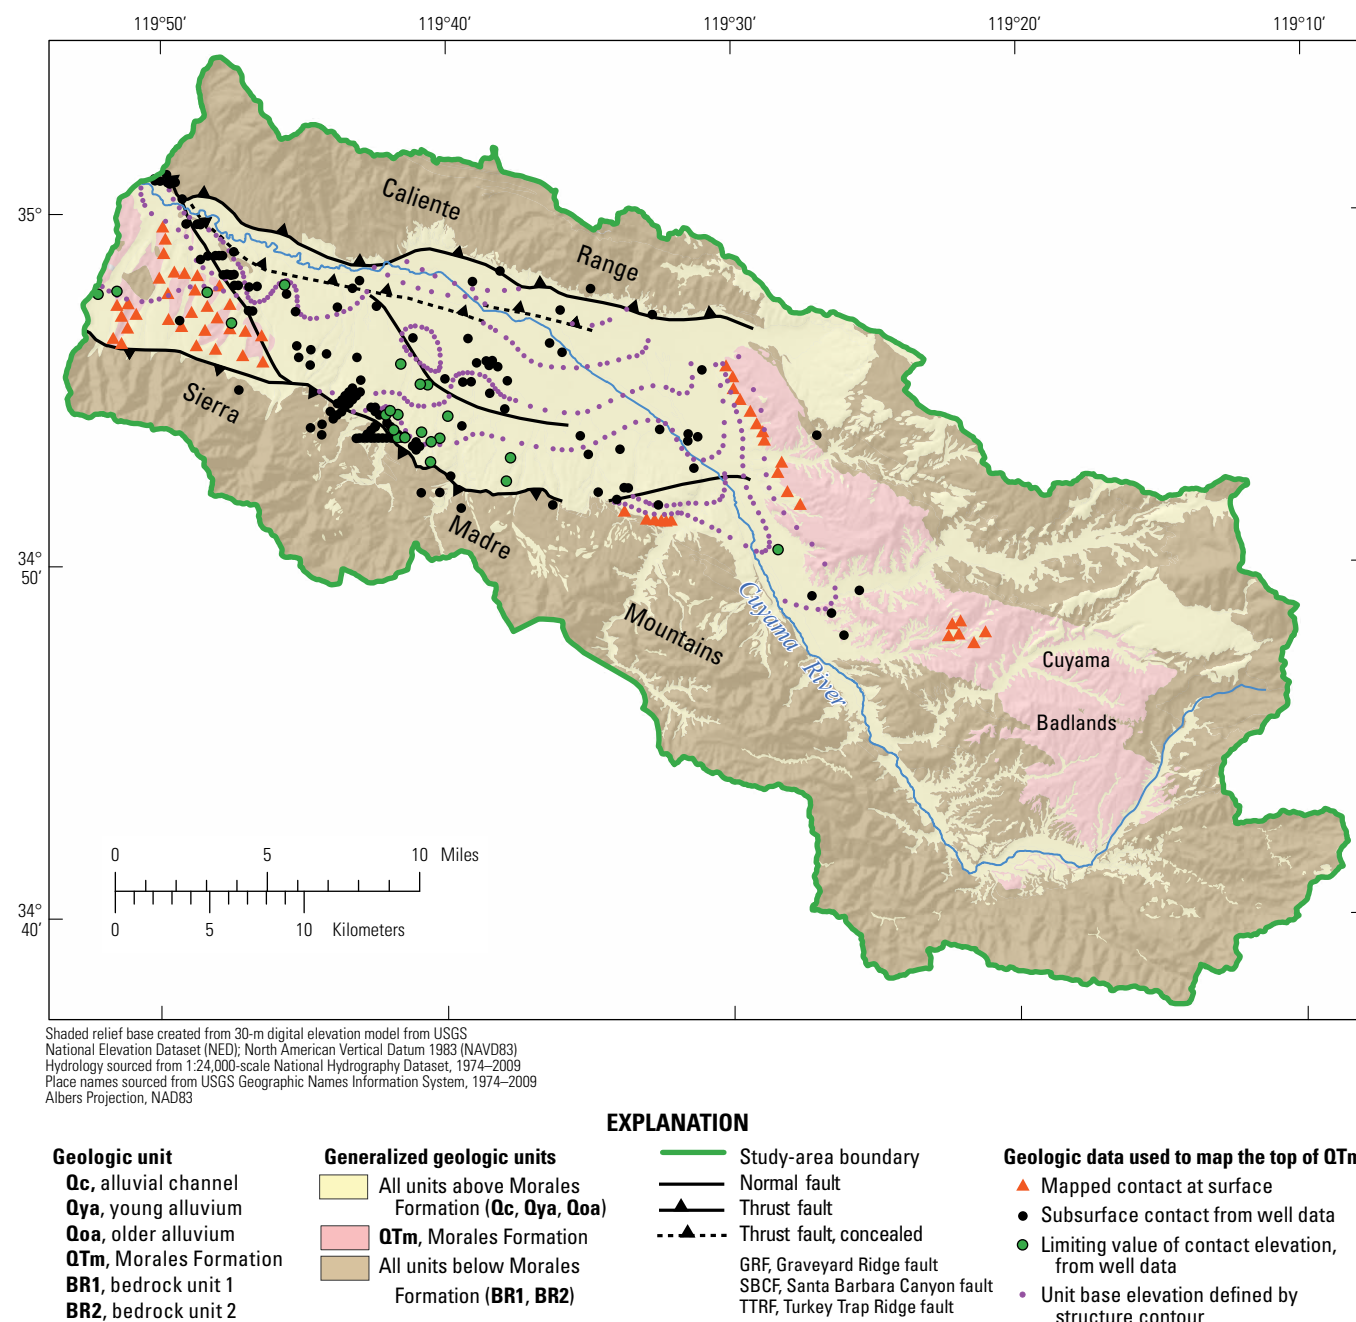 119°50′ 119°40′ 119°30′ 119°20′ 119°10′
35°
34°
50′
34°
40′
Caliente
Range
Sierra
Madre
Mountains
Cuyama River
Cuyama
Badlands
0 5 10 Miles
0 5 10 Kilometers
Shaded relief base created from 30-m digital elevation model from USGS
National Elevation Dataset (NED); North American Vertical Datum 1983 (NAVD83)
Hydrology sourced from 1:24,000-scale National Hydrography Dataset, 1974–2009
Place names sourced from USGS Geographic Names Information System, 1974–2009
Albers Projection, NAD83
EXPLANATION
Geologic unit
Qc, alluvial channel
Qya, young alluvium
Qoa, older alluvium
QTm, Morales Formation
BR1, bedrock unit 1
BR2, bedrock unit 2
Generalized geologic units
All units above Morales
Formation (Qc, Qya, Qoa)
QTm, Morales Formation
All units below Morales
Formation (BR1, BR2)
Study-area boundary
Normal fault
Thrust fault
Thrust fault, concealed
GRF, Graveyard Ridge fault
SBCF, Santa Barbara Canyon fault
TTRF, Turkey Trap Ridge fault
Geologic data used to map the top of QTm
Mapped contact at surface
Subsurface contact from well data
Limiting value of contact elevation,
from well data
Unit base elevation defined by
structure contour